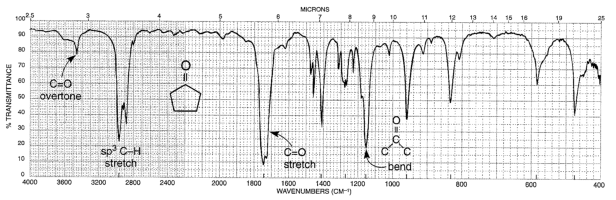 MICRONS
2.5 3 4 5 6 7 8 9 10 11 12 13 14 15 16 19 25
100
90
80
70
60
50
40
30
20
10
0
% TRANSMITTANCE
C=O
overtone
sp³ C–H
stretch
O
C=O
stretch
O
C
C C
bend
4000 3600 3200 2800 2400 2000 1800 1600 1400 1200 1000 800 600 400
WAVENUMBERS (CM⁻¹)